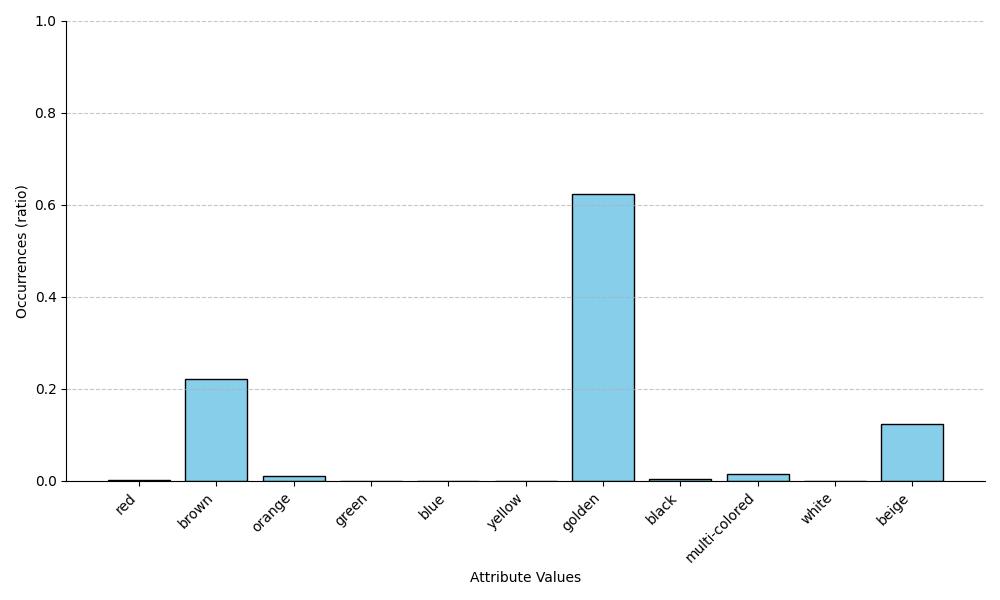 1.0
0.8
0.6
0.4
0.2
0.0
Occurrences (ratio)
red
brown
orange
green
blue
yellow
golden
black
multi-colored
white
beige
Attribute Values